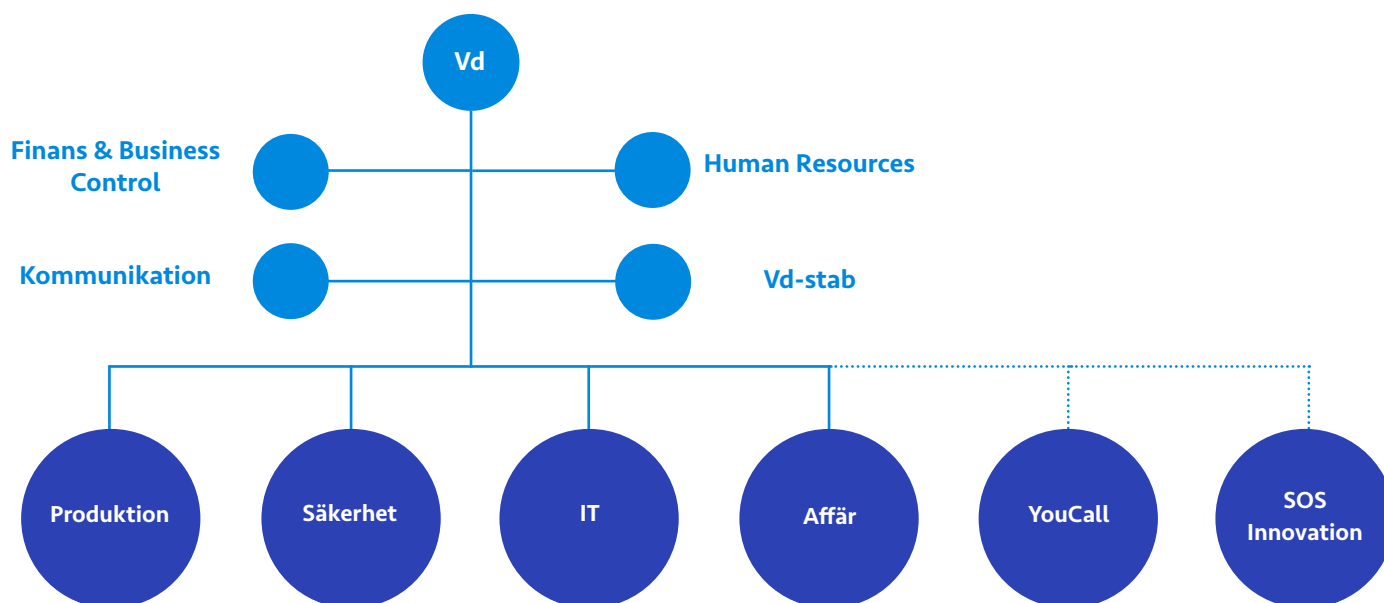 Vd
Finans & Business
Control
Human Resources
Kommunikation
Vd-stab
Produktion
Säkerhet
IT
Affär
YouCall
SOS
Innovation